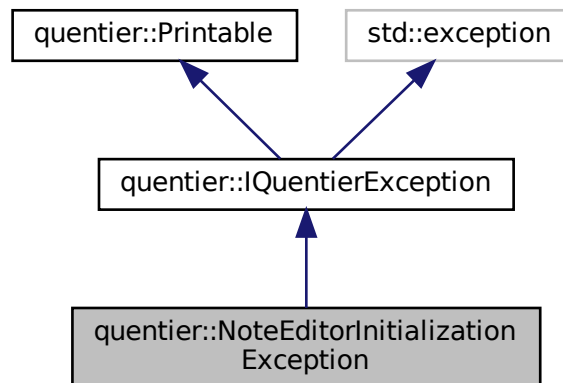 quentier::Printable
std::exception
quentier::IQuentierException
quentier::NoteEditorInitialization
Exception